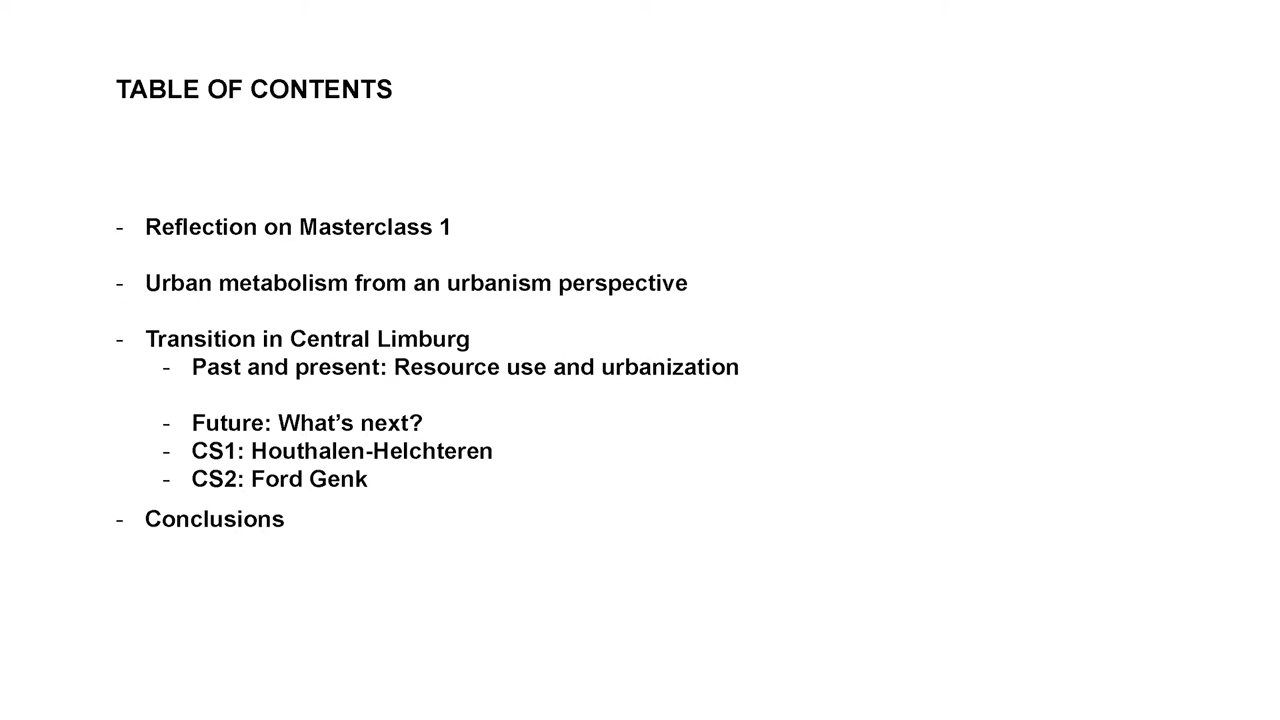 TABLE OF CONTENTS
- Reflection on Masterclass 1
- Urban metabolism from an urbanism perspective
- Transition in Central Limburg
- Past and present: Resource use and urbanization
- Future: What’s next?
- CS1: Houthalen-Helchteren
- CS2: Ford Genk
- Conclusions